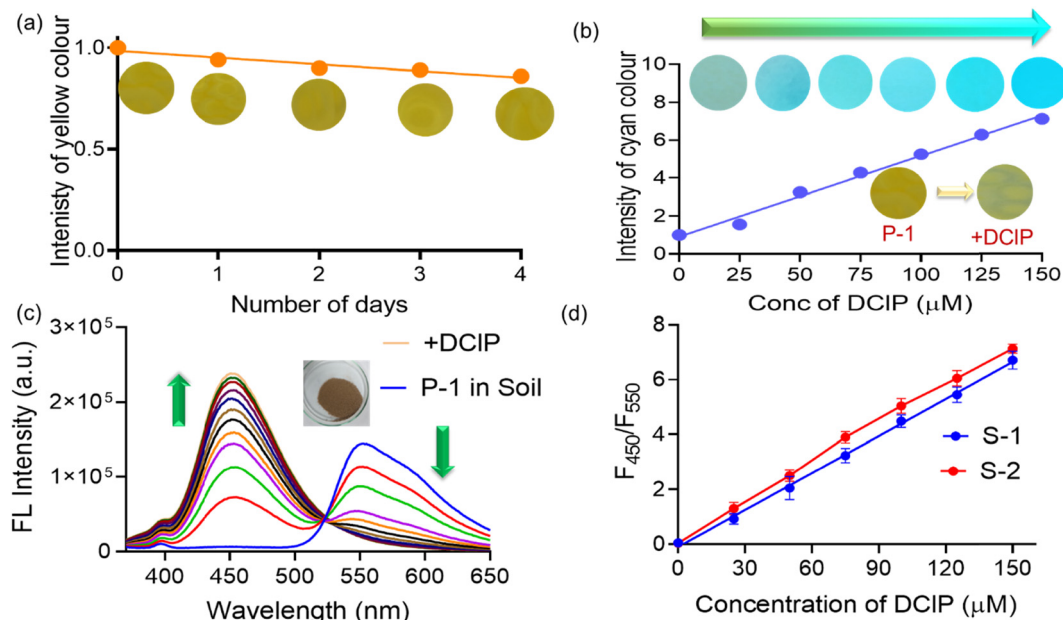 (a)
Intenisty of yellow colour
1.0
0.5
0.0
0 1 2 3 4
Number of days
(b)
Intensity of cyan colour
10
8
6
4
2
0
P-1
+DCIP
0 25 50 75 100 125 150
Conc of DCIP (μM)
(c)
FL Intensity (a.u.)
3×10⁵
2×10⁵
1×10⁵
0
+DCIP
P-1 in Soil
400 450 500 550 600 650
Wavelength (nm)
(d)
F450/F550
8
6
4
2
0
S-1
S-2
0 30 60 90 120 150
Concentration of DCIP (μM)